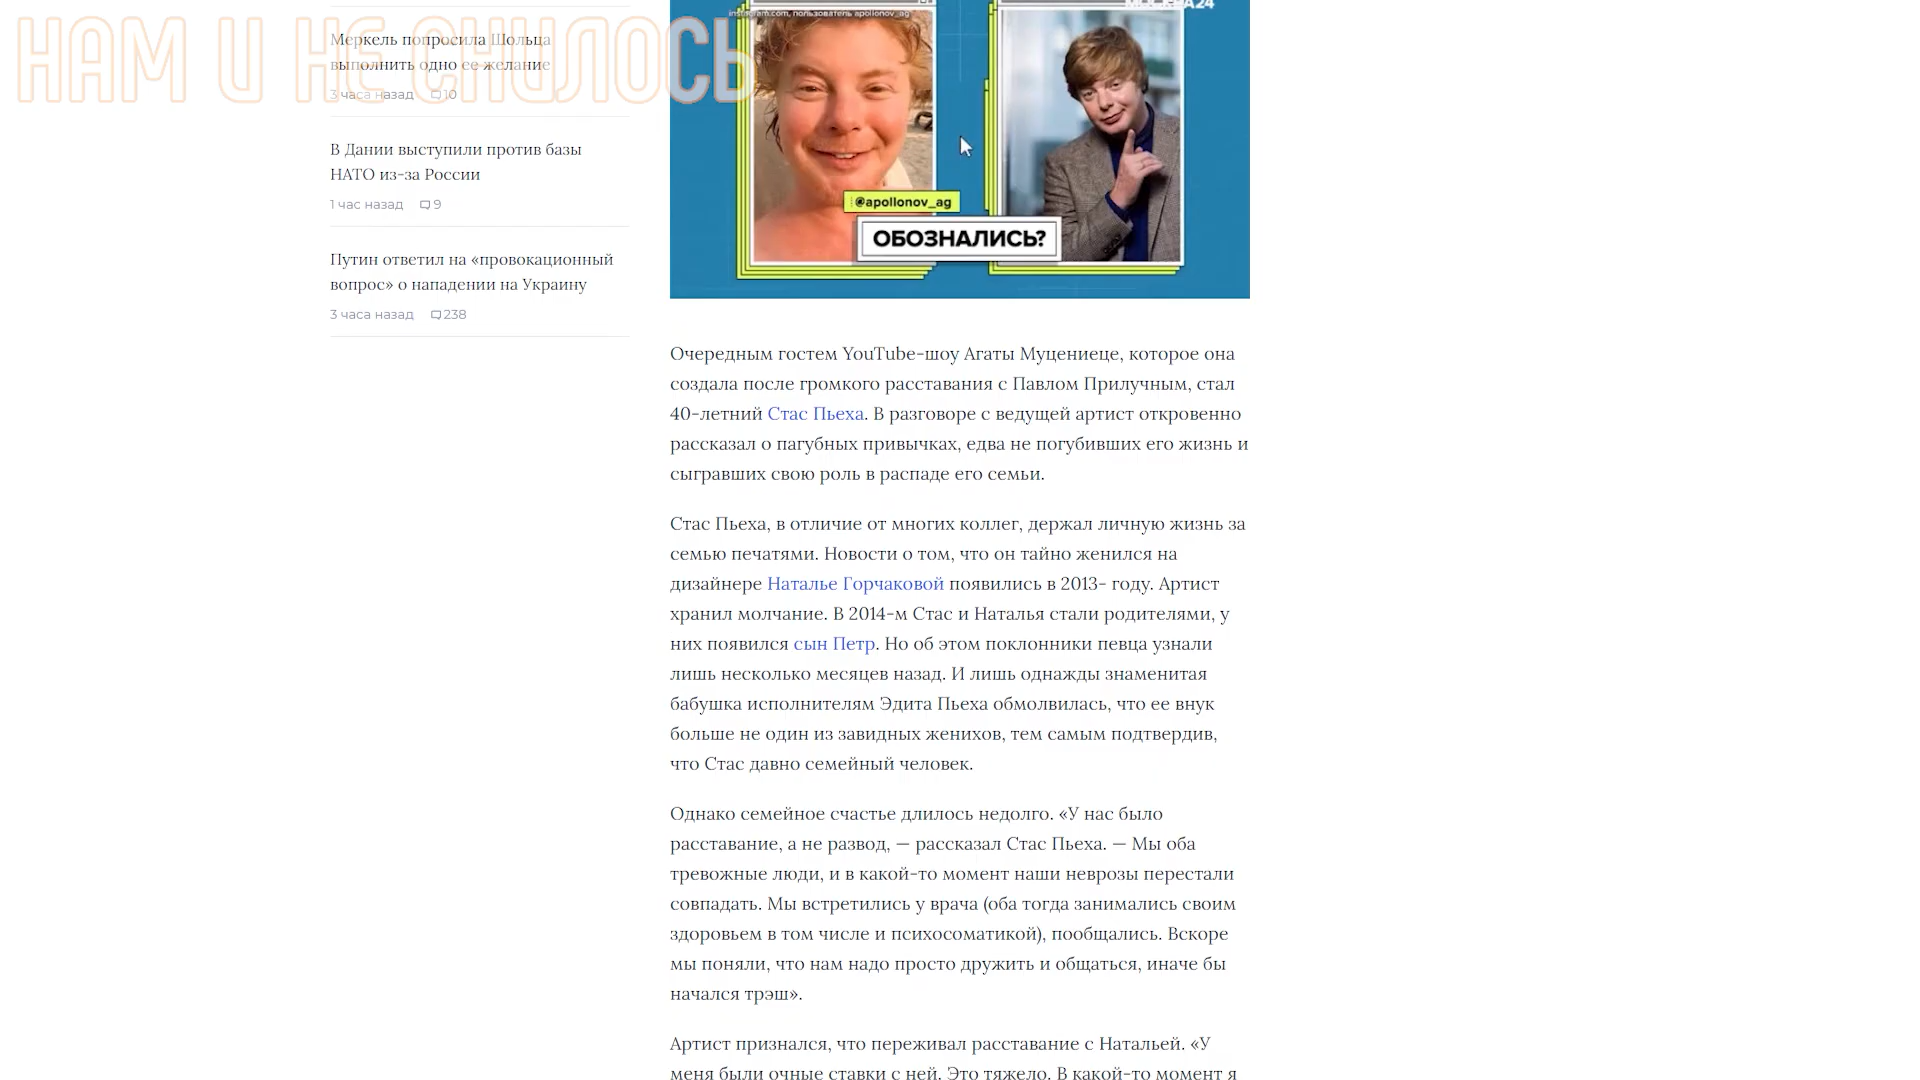 НАМ И НЕ СНИЛОСЬ
Меркель попросила Шольца
выполнить одно ее желание
3 часа назад 10
В Дании выступили против базы
НАТО из-за России
1 час назад 9
Путин ответил на «провокационный
вопрос» о нападении на Украину
3 часа назад 238
instagram.com, пользователь apollonov_ag
МОСКВА24
@apollonov_ag
ОБОЗНАЛИСЬ?
Очередным гостем YouTube-шоу Агаты Муцениеце, которое она
создала после громкого расставания с Павлом Прилучным, стал
40-летний Стас Пьеха. В разговоре с ведущей артист откровенно
рассказал о пагубных привычках, едва не погубивших его жизнь и
сыгравших свою роль в распаде его семьи.
Стас Пьеха, в отличие от многих коллег, держал личную жизнь за
семью печатями. Новости о том, что он тайно женился на
дизайнере Наталье Горчаковой появились в 2013- году. Артист
хранил молчание. В 2014-м Стас и Наталья стали родителями, у
них появился сын Петр. Но об этом поклонники певца узнали
лишь несколько месяцев назад. И лишь однажды знаменитая
бабушка исполнителям Эдита Пьеха обмолвилась, что ее внук
больше не один из завидных женихов, тем самым подтвердив,
что Стас давно семейный человек.
Однако семейное счастье длилось недолго. «У нас было
расставание, а не развод, — рассказал Стас Пьеха. — Мы оба
тревожные люди, и в какой-то момент наши неврозы перестали
совпадать. Мы встретились у врача (оба тогда занимались своим
здоровьем в том числе и психосоматикой), пообщались. Вскоре
мы поняли, что нам надо просто дружить и общаться, иначе бы
начался трэш».
Артист признался, что переживал расставание с Натальей. «У
меня были очные ставки с ней. Это тяжело. В какой-то момент я